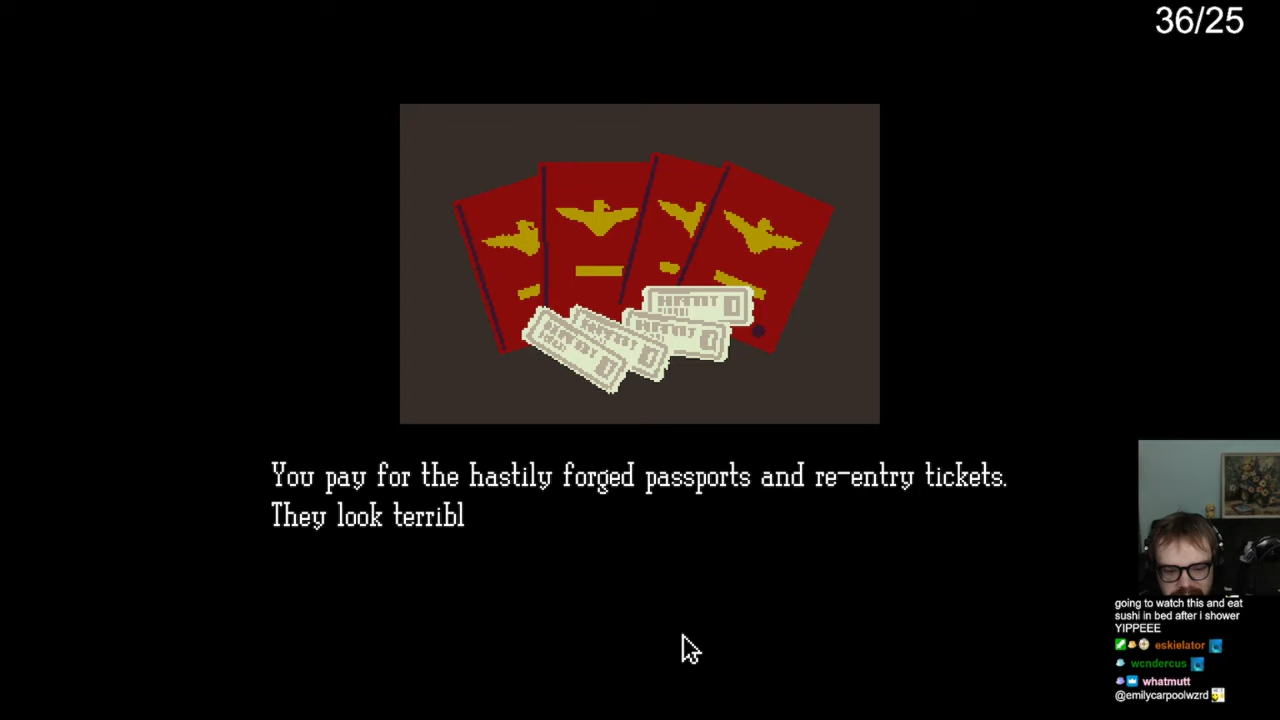 36/25
You pay for the hastily forged passports and re-entry tickets.
They look terribl
going to watch this and eat
sushi in bed after i shower
YIPPEEE
eskielator
wcndercus
whatmutt
@emilycarpoolwzrd